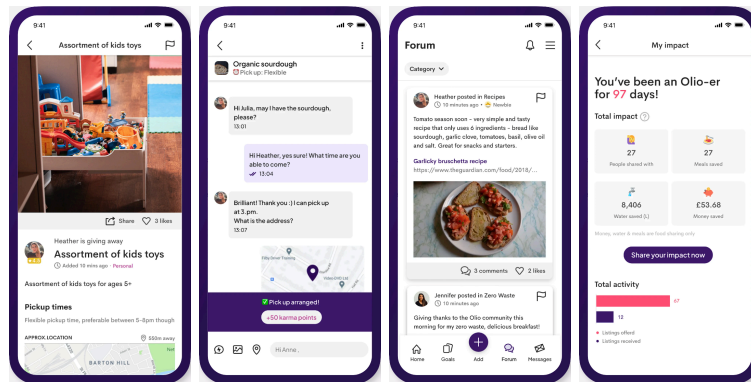 9:41
Assortment of kids toys
Share
3 likes
Heather is giving away
Assortment of kids toys
Added 10 mins ago · Personal
Assortment of kids toys for ages 5+
Pickup times
Flexible pickup time, preferable between 5-8pm though
APPROX.LOCATION
550m away
BARTON HILL
9:41
Organic sourdough
Pick up: Flexible
Hi Julia, may I have the sourdough,
please?
13:01
Hi Heather, yes sure! What time are you
able to come?
13:04
Brilliant! Thank you :) I can pick up
at 3.pm.
What is the address?
13:07
Pick up arranged!
+50 karma points
Hi Anne.
9:41
Forum
Category
Heather posted in Recipes
10 minutes ago • Newbie
Tomato season soon - very simple and tasty
recipe that only uses 6 ingredients - bread like
sourdough, garlic clove, tomatoes, basil, olive oil
and salt. Great for snacks and starters.
Garlicky bruschetta recipe
https://www.theguardian.com/food/2018/...
3 comments
2 likes
Jennifer posted in Zero Waste
10 minutes ago
Giving thanks to the Olio community this
morning for my zero waste, delicious breakfast!
Home
Goals
Add
Forum
Messages
9:41
My impact
You've been an Olio-er
for 97 days!
Total impact ?
27
People shared with
27
Meals saved
8,406
Water saved (L)
£53.68
Money saved
Money, water & meals are food sharing only
Share your impact now
Total activity
67
12
Listings offerd
Listings received